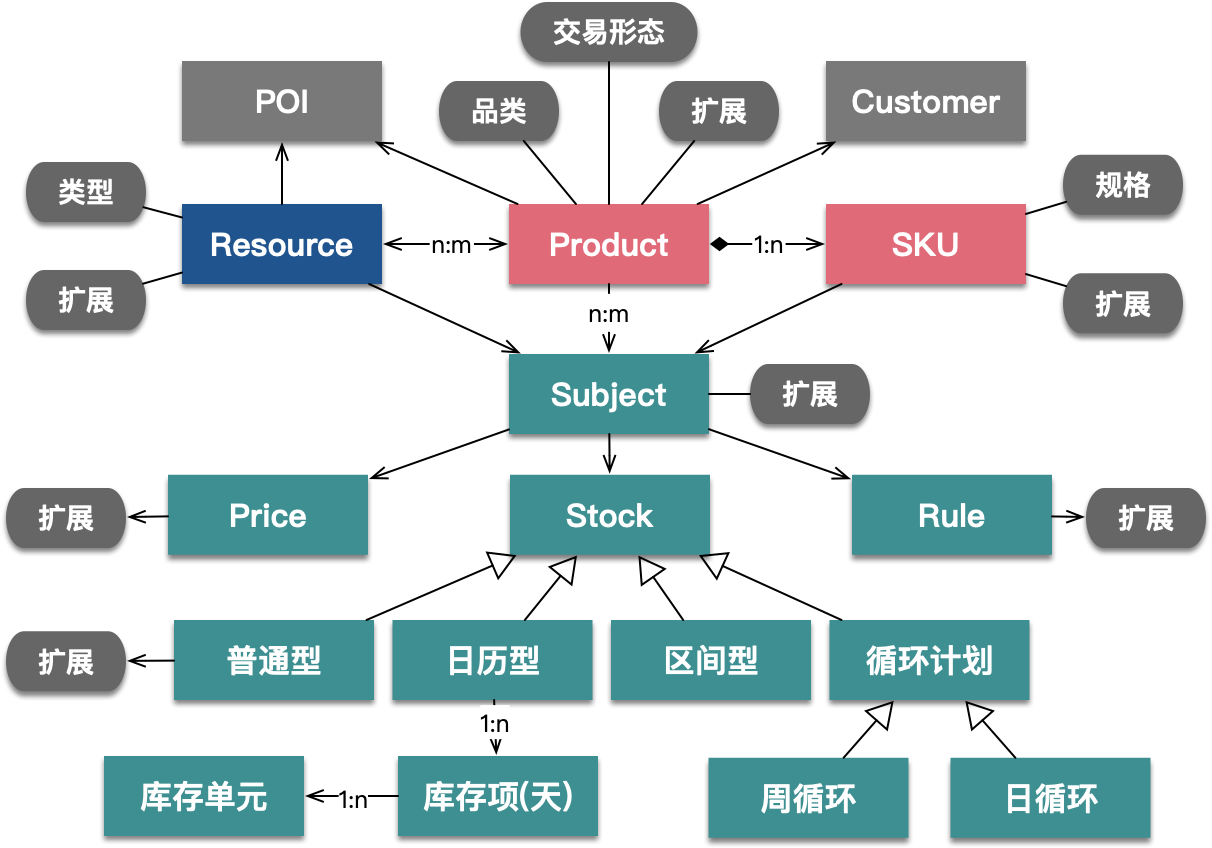 交易形态
POI
品类
扩展
Customer
类型
规格
Resource
n:m
Product
1:n
SKU
扩展
扩展
n:m
Subject
扩展
扩展
Price
Stock
Rule
扩展
扩展
普通型
日历型
区间型
循环计划
1:n
库存单元
1:n
库存项(天)
周循环
日循环